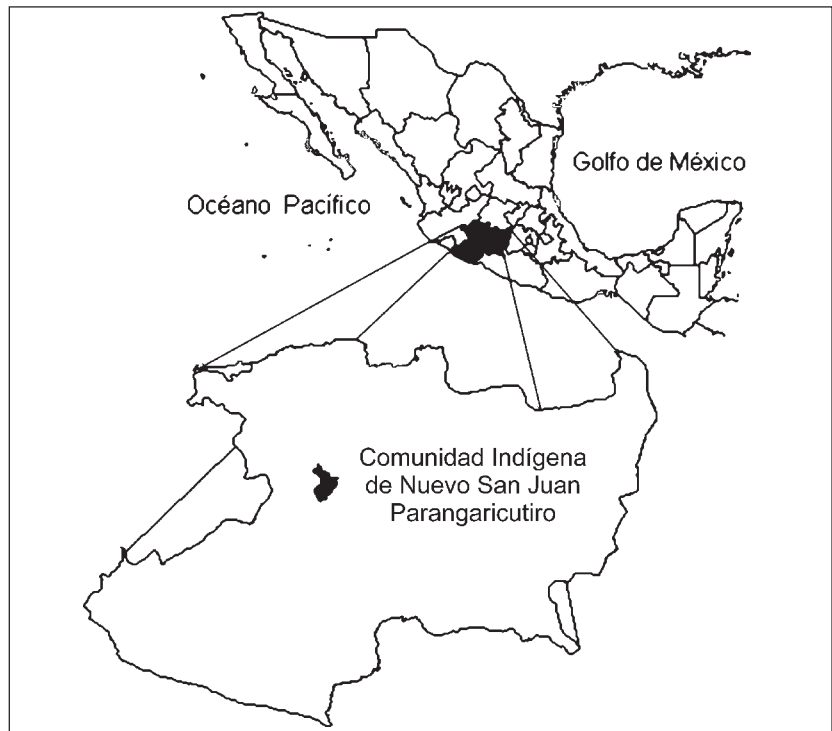 Golfo de México
Océano Pacífico
Comunidad Indígena
de Nuevo San Juan
Parangaricutiro